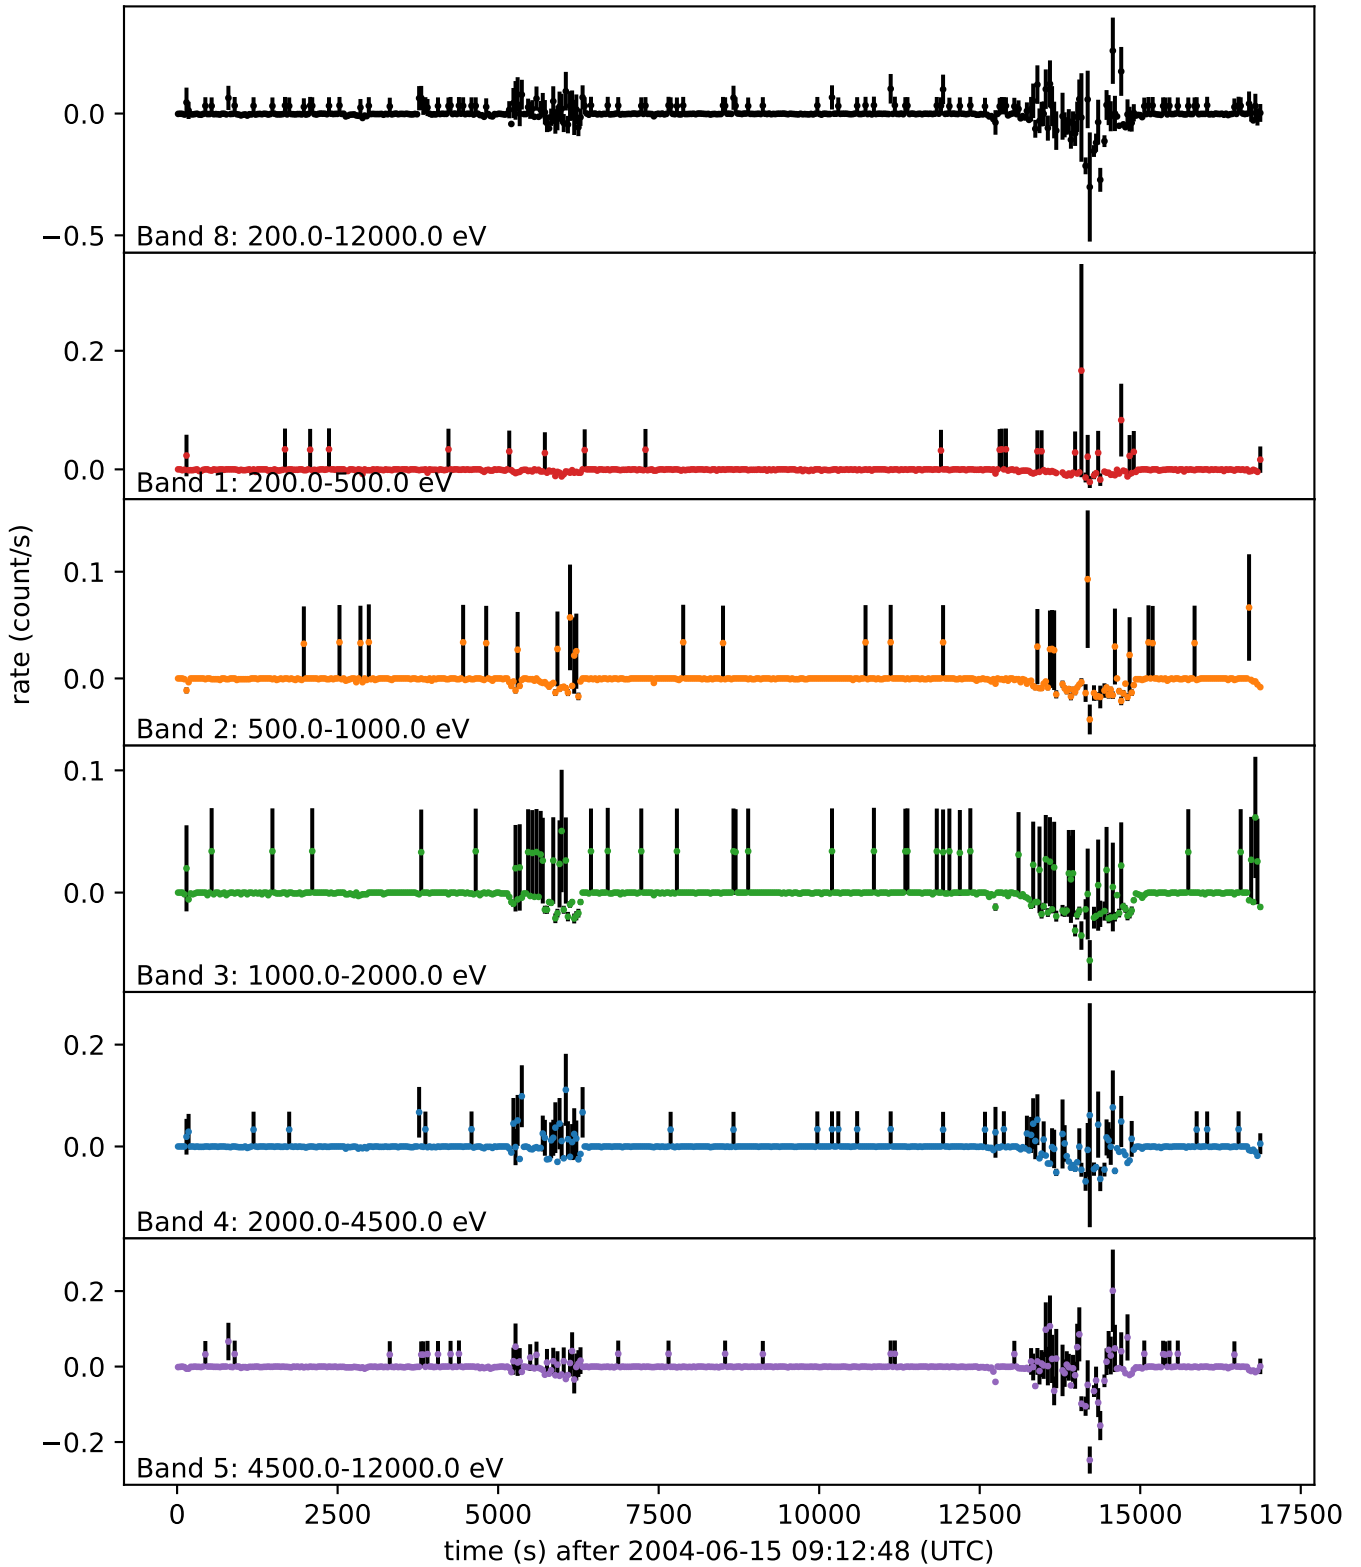 0.0
−0.5
Band 8: 200.0-12000.0 eV
0.2
0.0
Band 1: 200.0-500.0 eV
0.1
0.0
Band 2: 500.0-1000.0 eV
rate (count/s)
0.1
0.0
Band 3: 1000.0-2000.0 eV
0.2
0.0
Band 4: 2000.0-4500.0 eV
0.2
0.0
−0.2
Band 5: 4500.0-12000.0 eV
0 2500 5000 7500 10000 12500 15000 17500
time (s) after 2004-06-15 09:12:48 (UTC)